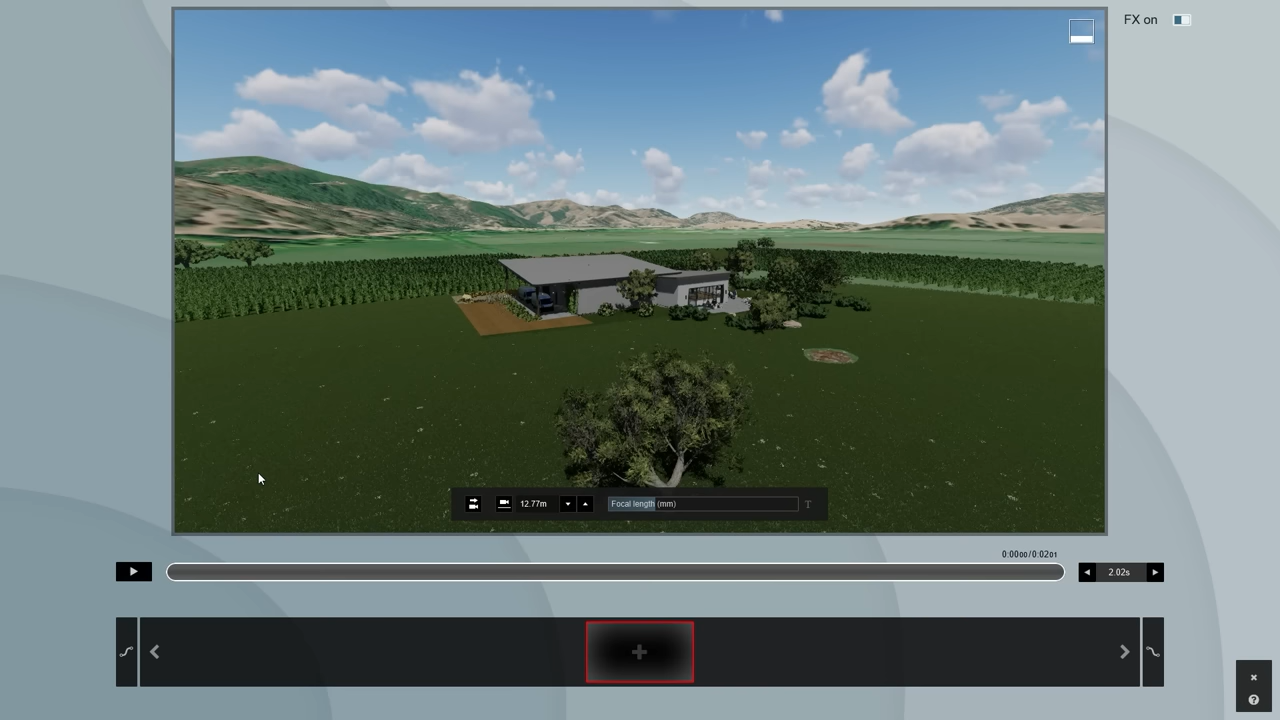 FX on
12.77m
Focal length (mm)
T
0:0000/0:0201
2.02s